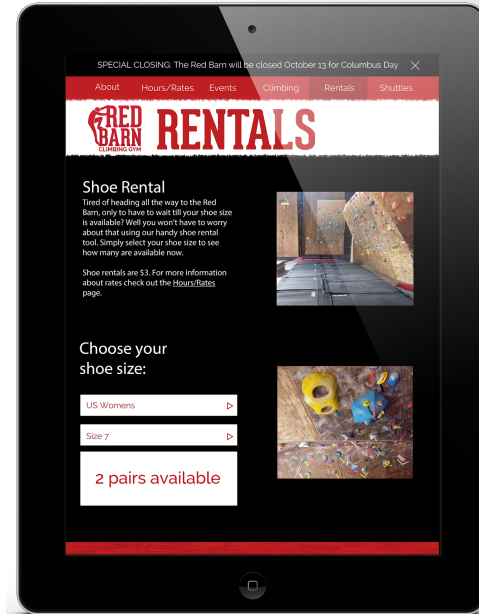 SPECIAL CLOSING: The Red Barn will be closed October 13 for Columbus Day
About Hours/Rates Events Climbing Rentals Shuttles
RED
BARN
CLIMBING GYM
RENTALS
Shoe Rental
Tired of heading all the way to the Red
Barn, only to have to wait till your shoe size
is available? Well you won't have to worry
about that using our handy shoe rental
tool. Simply select your shoe size to see
how many are available now.
Shoe rentals are $3. For more information
about rates check out the Hours/Rates
page.
Choose your
shoe size:
US Womens
Size 7
2 pairs available